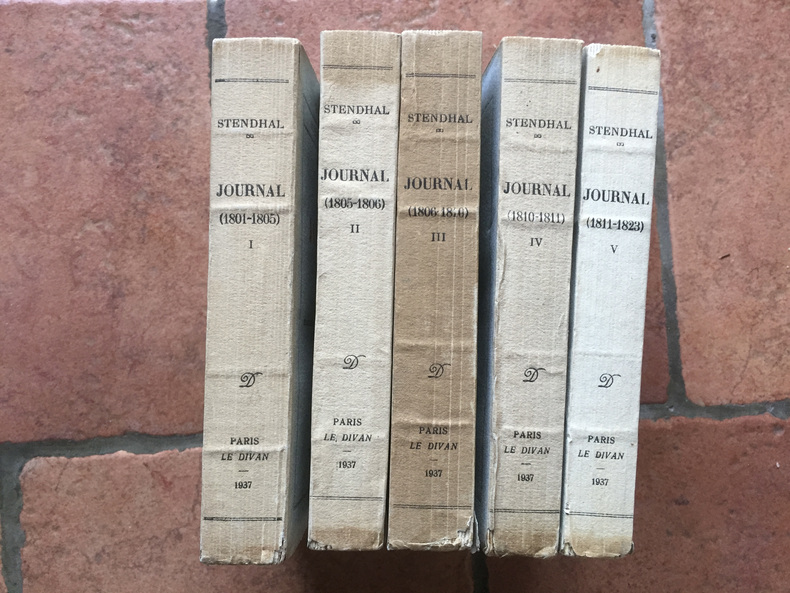 STENDHAL
JOURNAL
(1801-1805)
I
D
PARIS
LE DIVAN
1937
STENDHAL
JOURNAL
(1805-1806)
II
D
PARIS
LE DIVAN
1937
STENDHAL
JOURNAL
(1806-1810)
III
D
PARIS
LE DIVAN
1937
STENDHAL
JOURNAL
(1810-1811)
IV
D
PARIS
LE DIVAN
1937
STENDHAL
JOURNAL
(1811-1823)
V
D
PARIS
LE DIVAN
1937